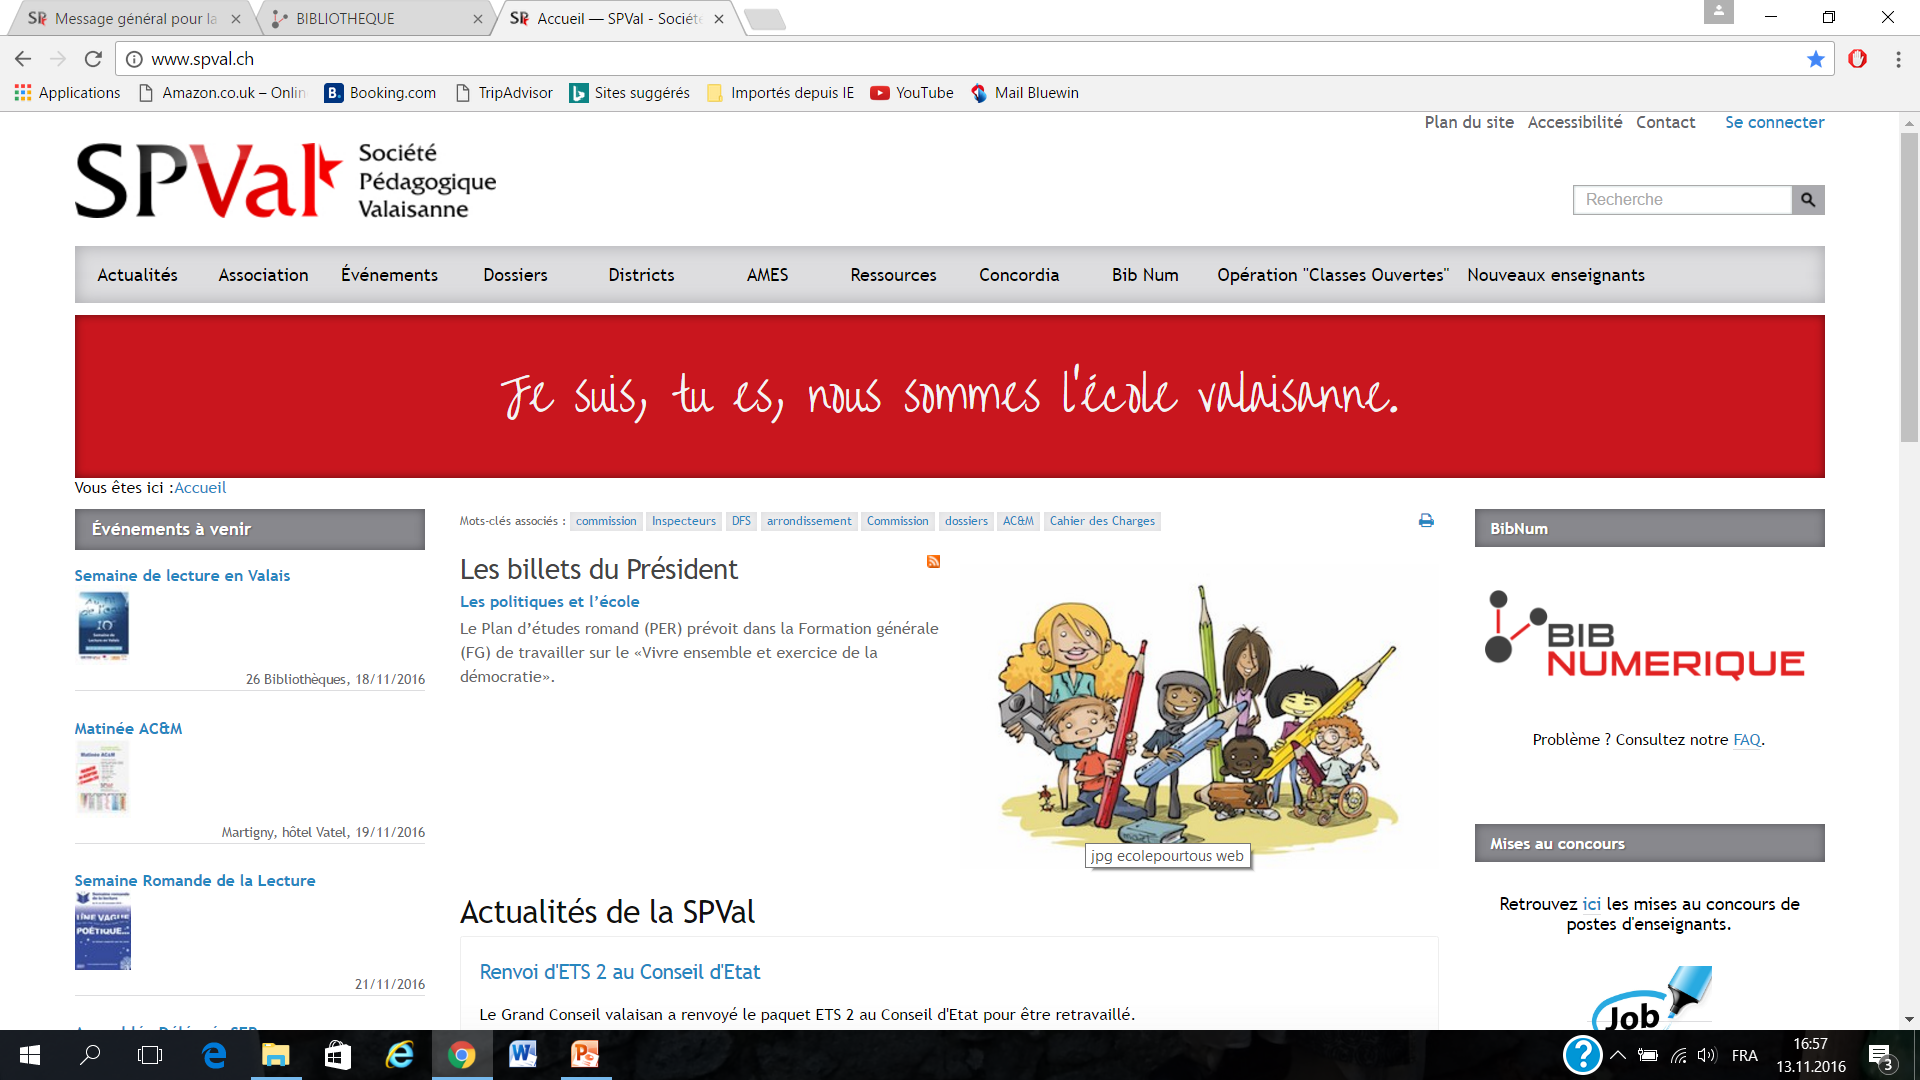 Message général pour la
BIBLIOTHEQUE
Accueil — SPVal - Société
www.spval.ch
Applications
Amazon.co.uk – Onlin
Booking.com
TripAdvisor
Sites suggérés
Importés depuis IE
YouTube
Mail Bluewin
Plan du site Accessibilité Contact Se connecter
SPVal
Société
Pédagogique
Valaisanne
Recherche
Actualités Association Événements Dossiers Districts AMES Ressources Concordia Bib Num Opération "Classes Ouvertes" Nouveaux enseignants
Je suis, tu es, nous sommes l'école valaisanne.
Vous êtes ici :Accueil
Événements à venir
Semaine de lecture en Valais
26 Bibliothèques, 18/11/2016
Matinée AC&M
Matinée AC&M
Martigny, hôtel Vatel, 19/11/2016
Semaine Romande de la Lecture
UNE VAGUE
POÉTIQUE...
21/11/2016
Mots-clés associés : commission Inspecteurs DFS arrondissement Commission dossiers AC&M Cahier des Charges
Les billets du Président
Les politiques et l’école
Le Plan d’études romand (PER) prévoit dans la Formation générale
(FG) de travailler sur le «Vivre ensemble et exercice de la
démocratie».
jpg ecolepourtous web
Actualités de la SPVal
Renvoi d'ETS 2 au Conseil d'Etat
Le Grand Conseil valaisan a renvoyé le paquet ETS 2 au Conseil d'Etat pour être retravaillé.
BibNum
BIB
NUMERIQUE
Problème ? Consultez notre FAQ.
Mises au concours
Retrouvez ici les mises au concours de
postes d'enseignants.
Job
FRA
16:57
13.11.2016
3